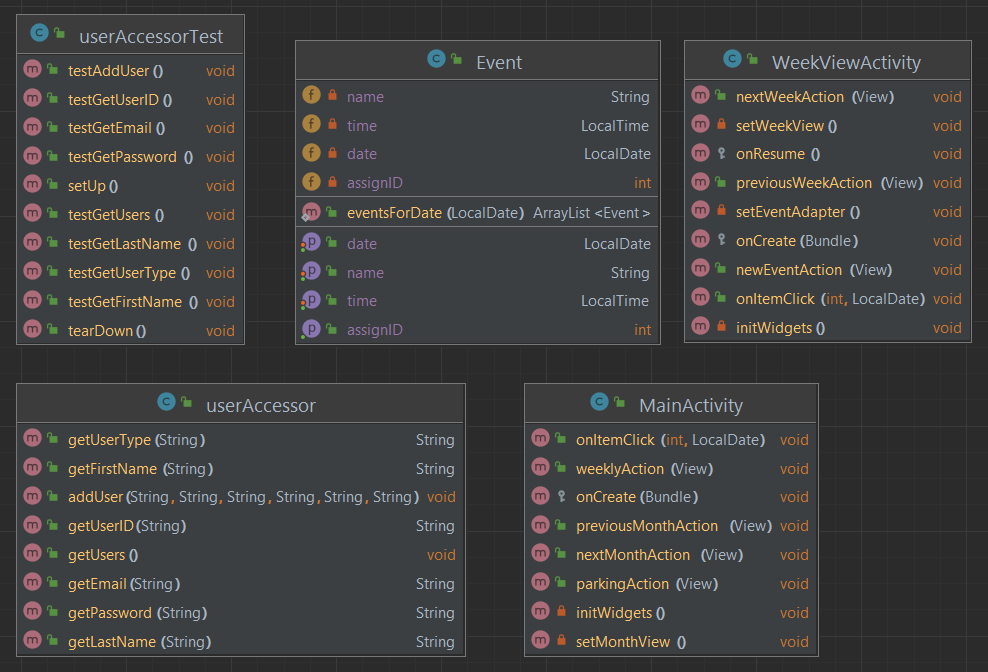 userAccessorTest
testAddUser () void
testGetUserID () void
testGetEmail () void
testGetPassword () void
setUp () void
testGetUsers () void
testGetLastName () void
testGetUserType () void
testGetFirstName () void
tearDown () void
Event
name String
time LocalTime
date LocalDate
assignID int
eventsForDate (LocalDate) ArrayList <Event >
date LocalDate
name String
time LocalTime
assignID int
WeekViewActivity
nextWeekAction (View) void
setWeekView () void
onResume () void
previousWeekAction (View) void
setEventAdapter () void
onCreate (Bundle) void
newEventAction (View) void
onItemClick (int, LocalDate) void
initWidgets () void
userAccessor
getUserType (String) String
getFirstName (String) String
addUser (String, String, String, String, String, String) void
getUserID (String) String
getUsers () void
getEmail (String) String
getPassword (String) String
getLastName (String) String
MainActivity
onItemClick (int, LocalDate) void
weeklyAction (View) void
onCreate (Bundle) void
previousMonthAction (View) void
nextMonthAction (View) void
parkingAction (View) void
initWidgets () void
setMonthView () void